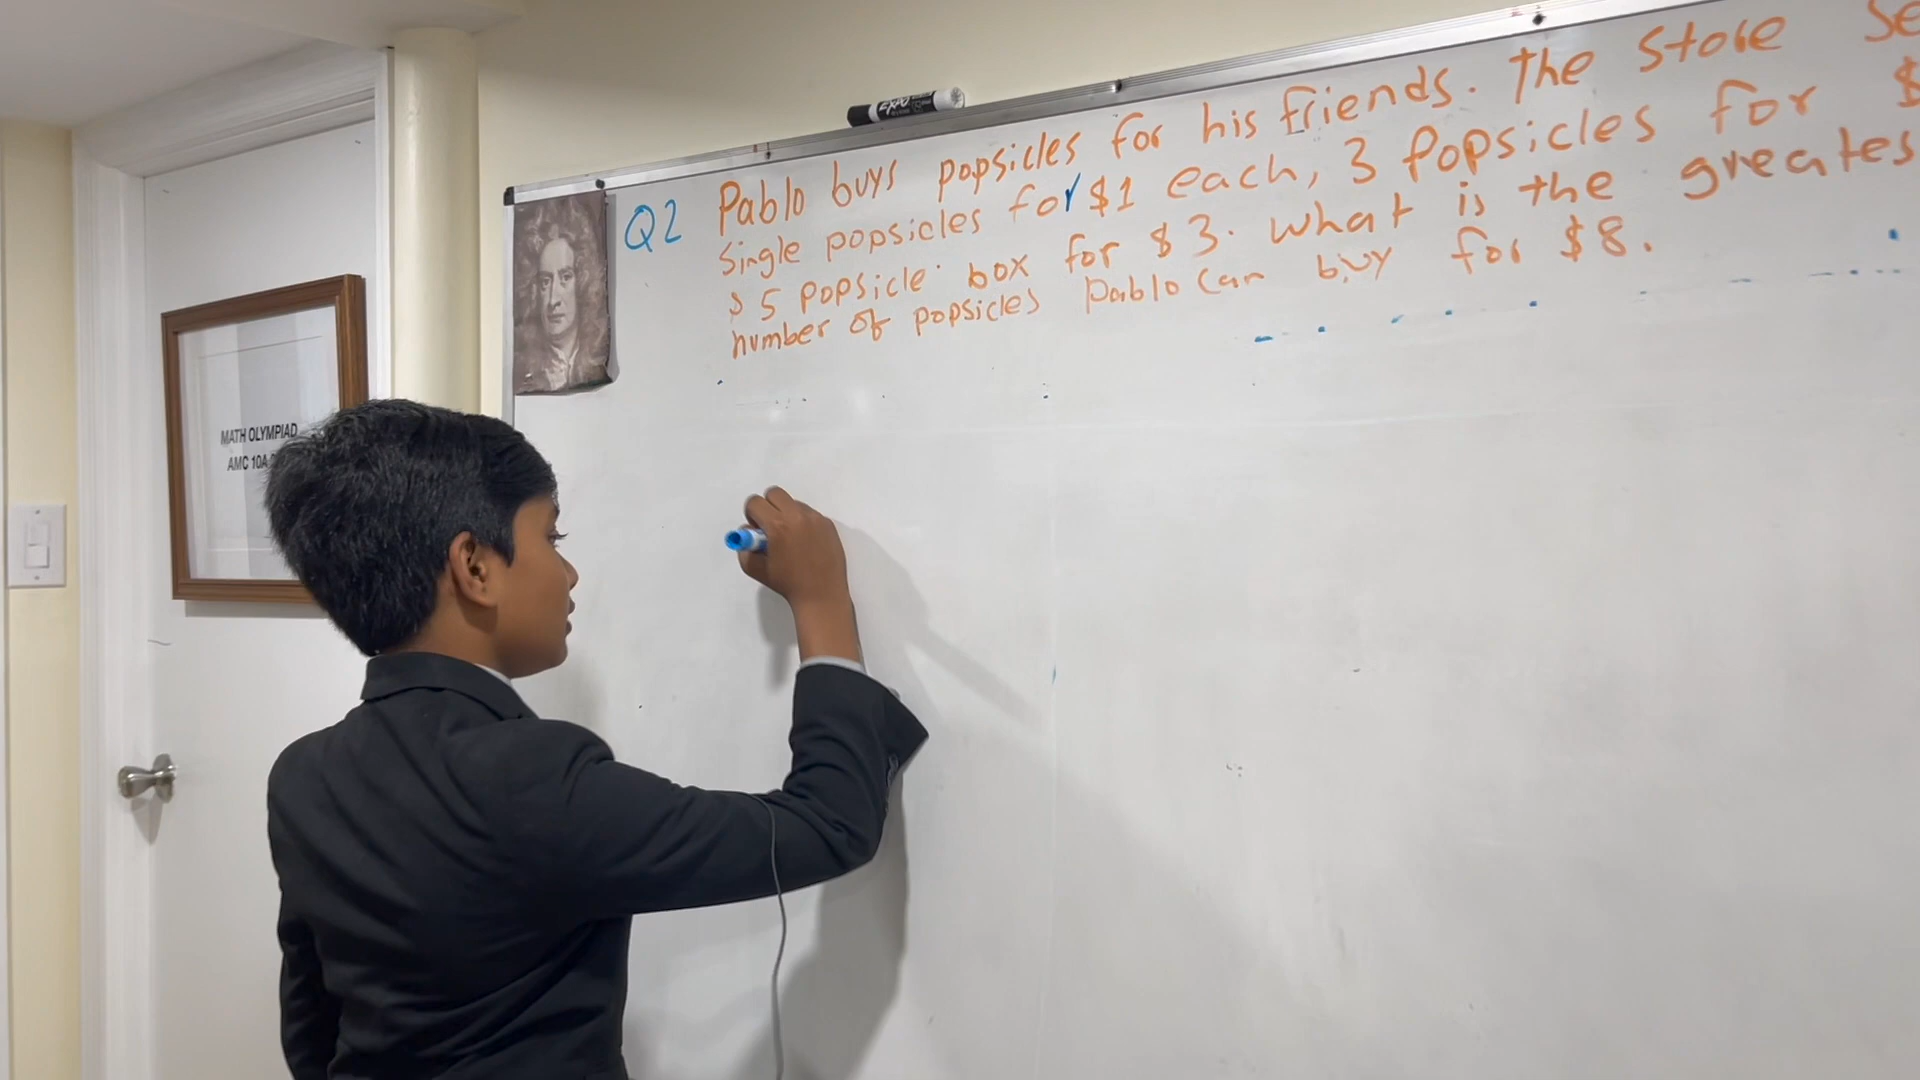 MATH OLYMPIAD
AMC 10A
EXPO
Q2 Pablo buys popsicles for his friends. The store se
Single popsicles for $1 each, 3 Popsicles for $
$ 5 popsicle box for $3. What is the greates
number of popsicles Pablo can buy for $8.